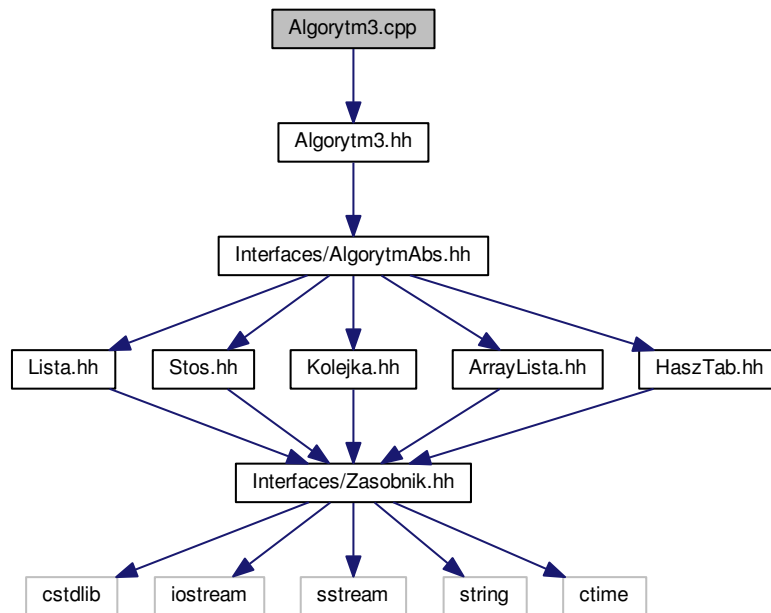 Algorytm3.cpp
Algorytm3.hh
Interfaces/AlgorytmAbs.hh
Lista.hh
Stos.hh
Kolejka.hh
ArrayLista.hh
HaszTab.hh
Interfaces/Zasobnik.hh
cstdlib
iostream
sstream
string
ctime